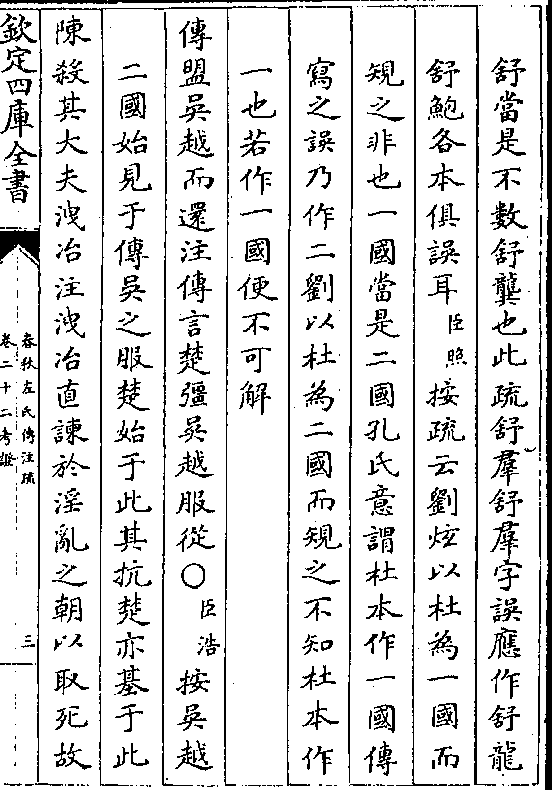 舒當是不數舒龔也此疏舒羣舒羣字誤應作舒龍
舒鮑各本俱誤耳臣照按疏云劉炫以杜為一國而
規之非也一國當是二國孔氏意謂杜本作一國傳
寫之誤乃作二劉以杜為二國而規之不知杜本作
一也若作一國便不可解
傳盟吳越而還注傳言楚彊吳越服從○臣浩按吳越
二國始見于傳吳之服楚始于此其抗楚亦基于此
陳殺其大夫洩冶注洩冶直諫於淫亂之朝以取死故
欽定四庫全書
春秋左氏傳注疏
卷二十二考證
三